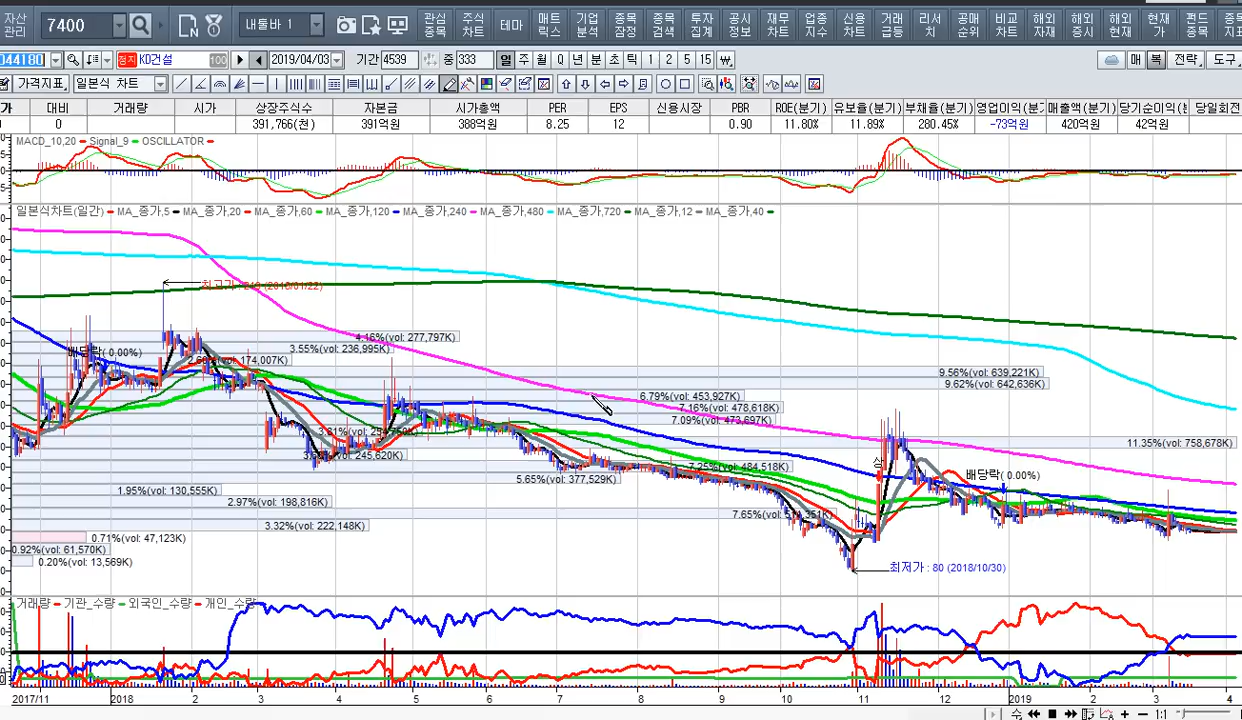 자산 7400 내툴바 1 관심 주식 테마 매트 기업 종목 종목 투자 공시 재무 업종 신용 거래 리서 공매 비교 해외 해외 해외 현재 펀드 종목
관리 종목 차트 릭스 분석 잠정 검색 집계 정보 차트 지수 차트 급등 치 순위 차트 자재 증시 현재 가 종목 지표
044180 정지 KD건설 100 2019/04/03 기간 4539 중 333 일 주 월 Q 년 분 초 틱 1 2 5 15 ₩ 매 복 전략 도구
가격지표 일본식 차트
가 대비 거래량 시가 상장주식수 자본금 시가총액 PER EPS 신용시장 PBR ROE(분기) 유보율(분기) 부채율(분기) 영업이익(분기 매출액(분기) 당기순이익(분 당일회전
0 391,766(천) 391억원 388억원 8.25 12 0.90 11.80% 11.89% 280.45% -73억원 420억원 42억원
MACD_10,20 Signal_9 OSCILLATOR
일본식차트(일간) MA_종가,5 MA_종가,20 MA_종가,60 MA_종가,120 MA_종가,240 MA_종가,480 MA_종가,720 MA_종가,12 MA_종가,40
4.16%(vol: 277,797K)
3.55%(vol: 236,995K)
배당락( 0.00%)
174,007K)
9.56%(vol: 639,221K)
9.62%(vol: 642,636K)
6.79%(vol: 453,927K)
7.16%(vol: 478,618K)
7.09%(vol: 473,697K)
11.35%(vol: 758,678K)
245,620K)
상
7.25%(vol: 484,518K)
배당락( 0.00%)
5.65%(vol: 377,529K)
1.95%(vol: 130,555K)
2.97%(vol: 198,816K)
7.65%(vol:
3.32%(vol: 222,148K)
0.71%(vol: 47,123K)
0.92%(vol: 61,570K)
0.20%(vol: 13,569K)
최저가 : 80 (2018/10/30)
거래량 기관_수량 외국인_수량 개인_수량
2017/11 2018 2 3 4 5 6 7 8 9 10 11 12 2019 2 3 4
수 1:1